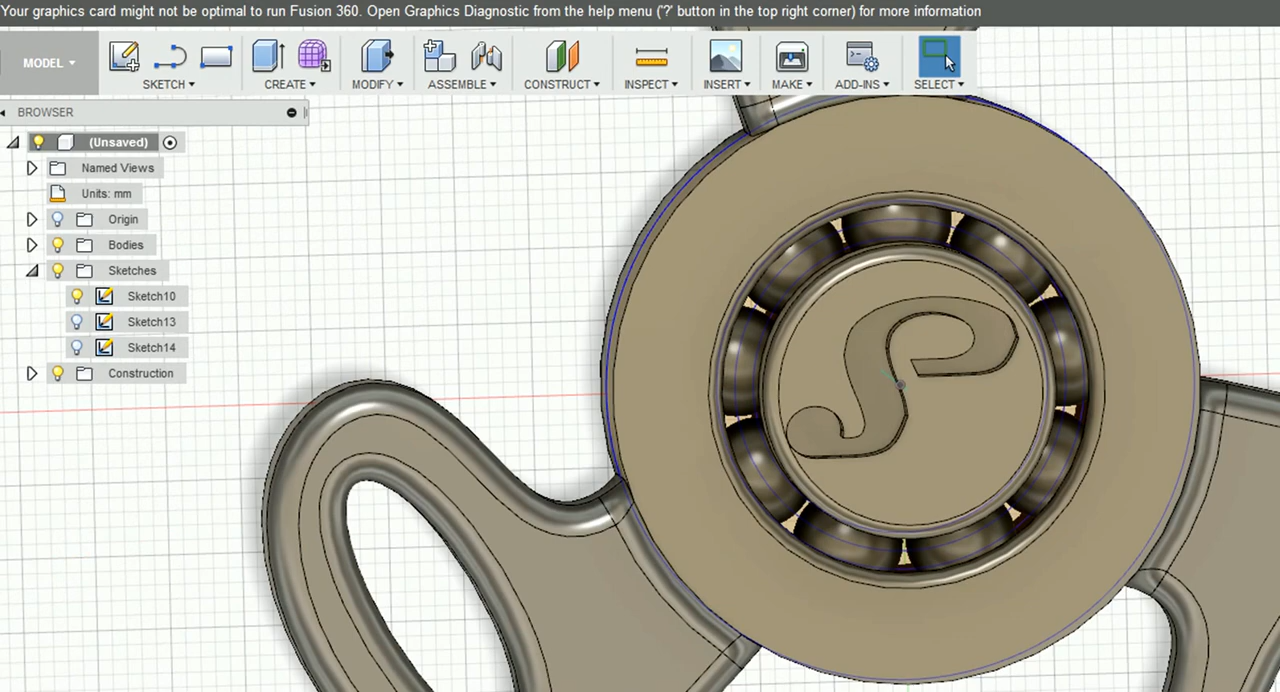 Your graphics card might not be optimal to run Fusion 360. Open Graphics Diagnostic from the help menu ('?' button in the top right corner) for more information
MODEL
SKETCH
CREATE
MODIFY
ASSEMBLE
CONSTRUCT
INSPECT
INSERT
MAKE
ADD-INS
SELECT
BROWSER
(Unsaved)
Named Views
Units: mm
Origin
Bodies
Sketches
Sketch10
Sketch13
Sketch14
Construction